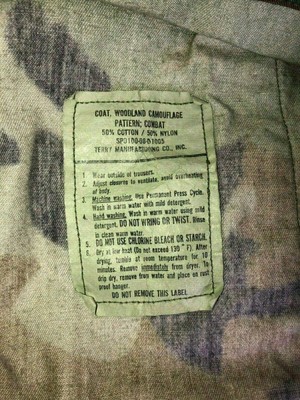 COAT, WOODLAND CAMOUFLAGE
PATTERN; COMBAT
50% COTTON / 50% NYLON
TERRY MANUFACTURING CO., INC.
1. Wear outside of trousers.
2. Adjust closures to ventilate, avoid overheating
of body.
3. Machine washing. Use Permanent Press Cycle.
Wash in warm water with mild detergent.
4. Hand washing. Wash in warm water using mild
detergent. DO NOT WRING OR TWIST. Rinse
in clean warm water.
5. DO NOT USE CHLORINE BLEACH OR STARCH.
6. Dry at low heat (Do not exceed 130° F). After
drying, tumble at room temperature for 10
minutes. Remove immediately from dryer. To
drip dry, remove from water and place on rust
proof hanger.
DO NOT REMOVE THIS LABEL